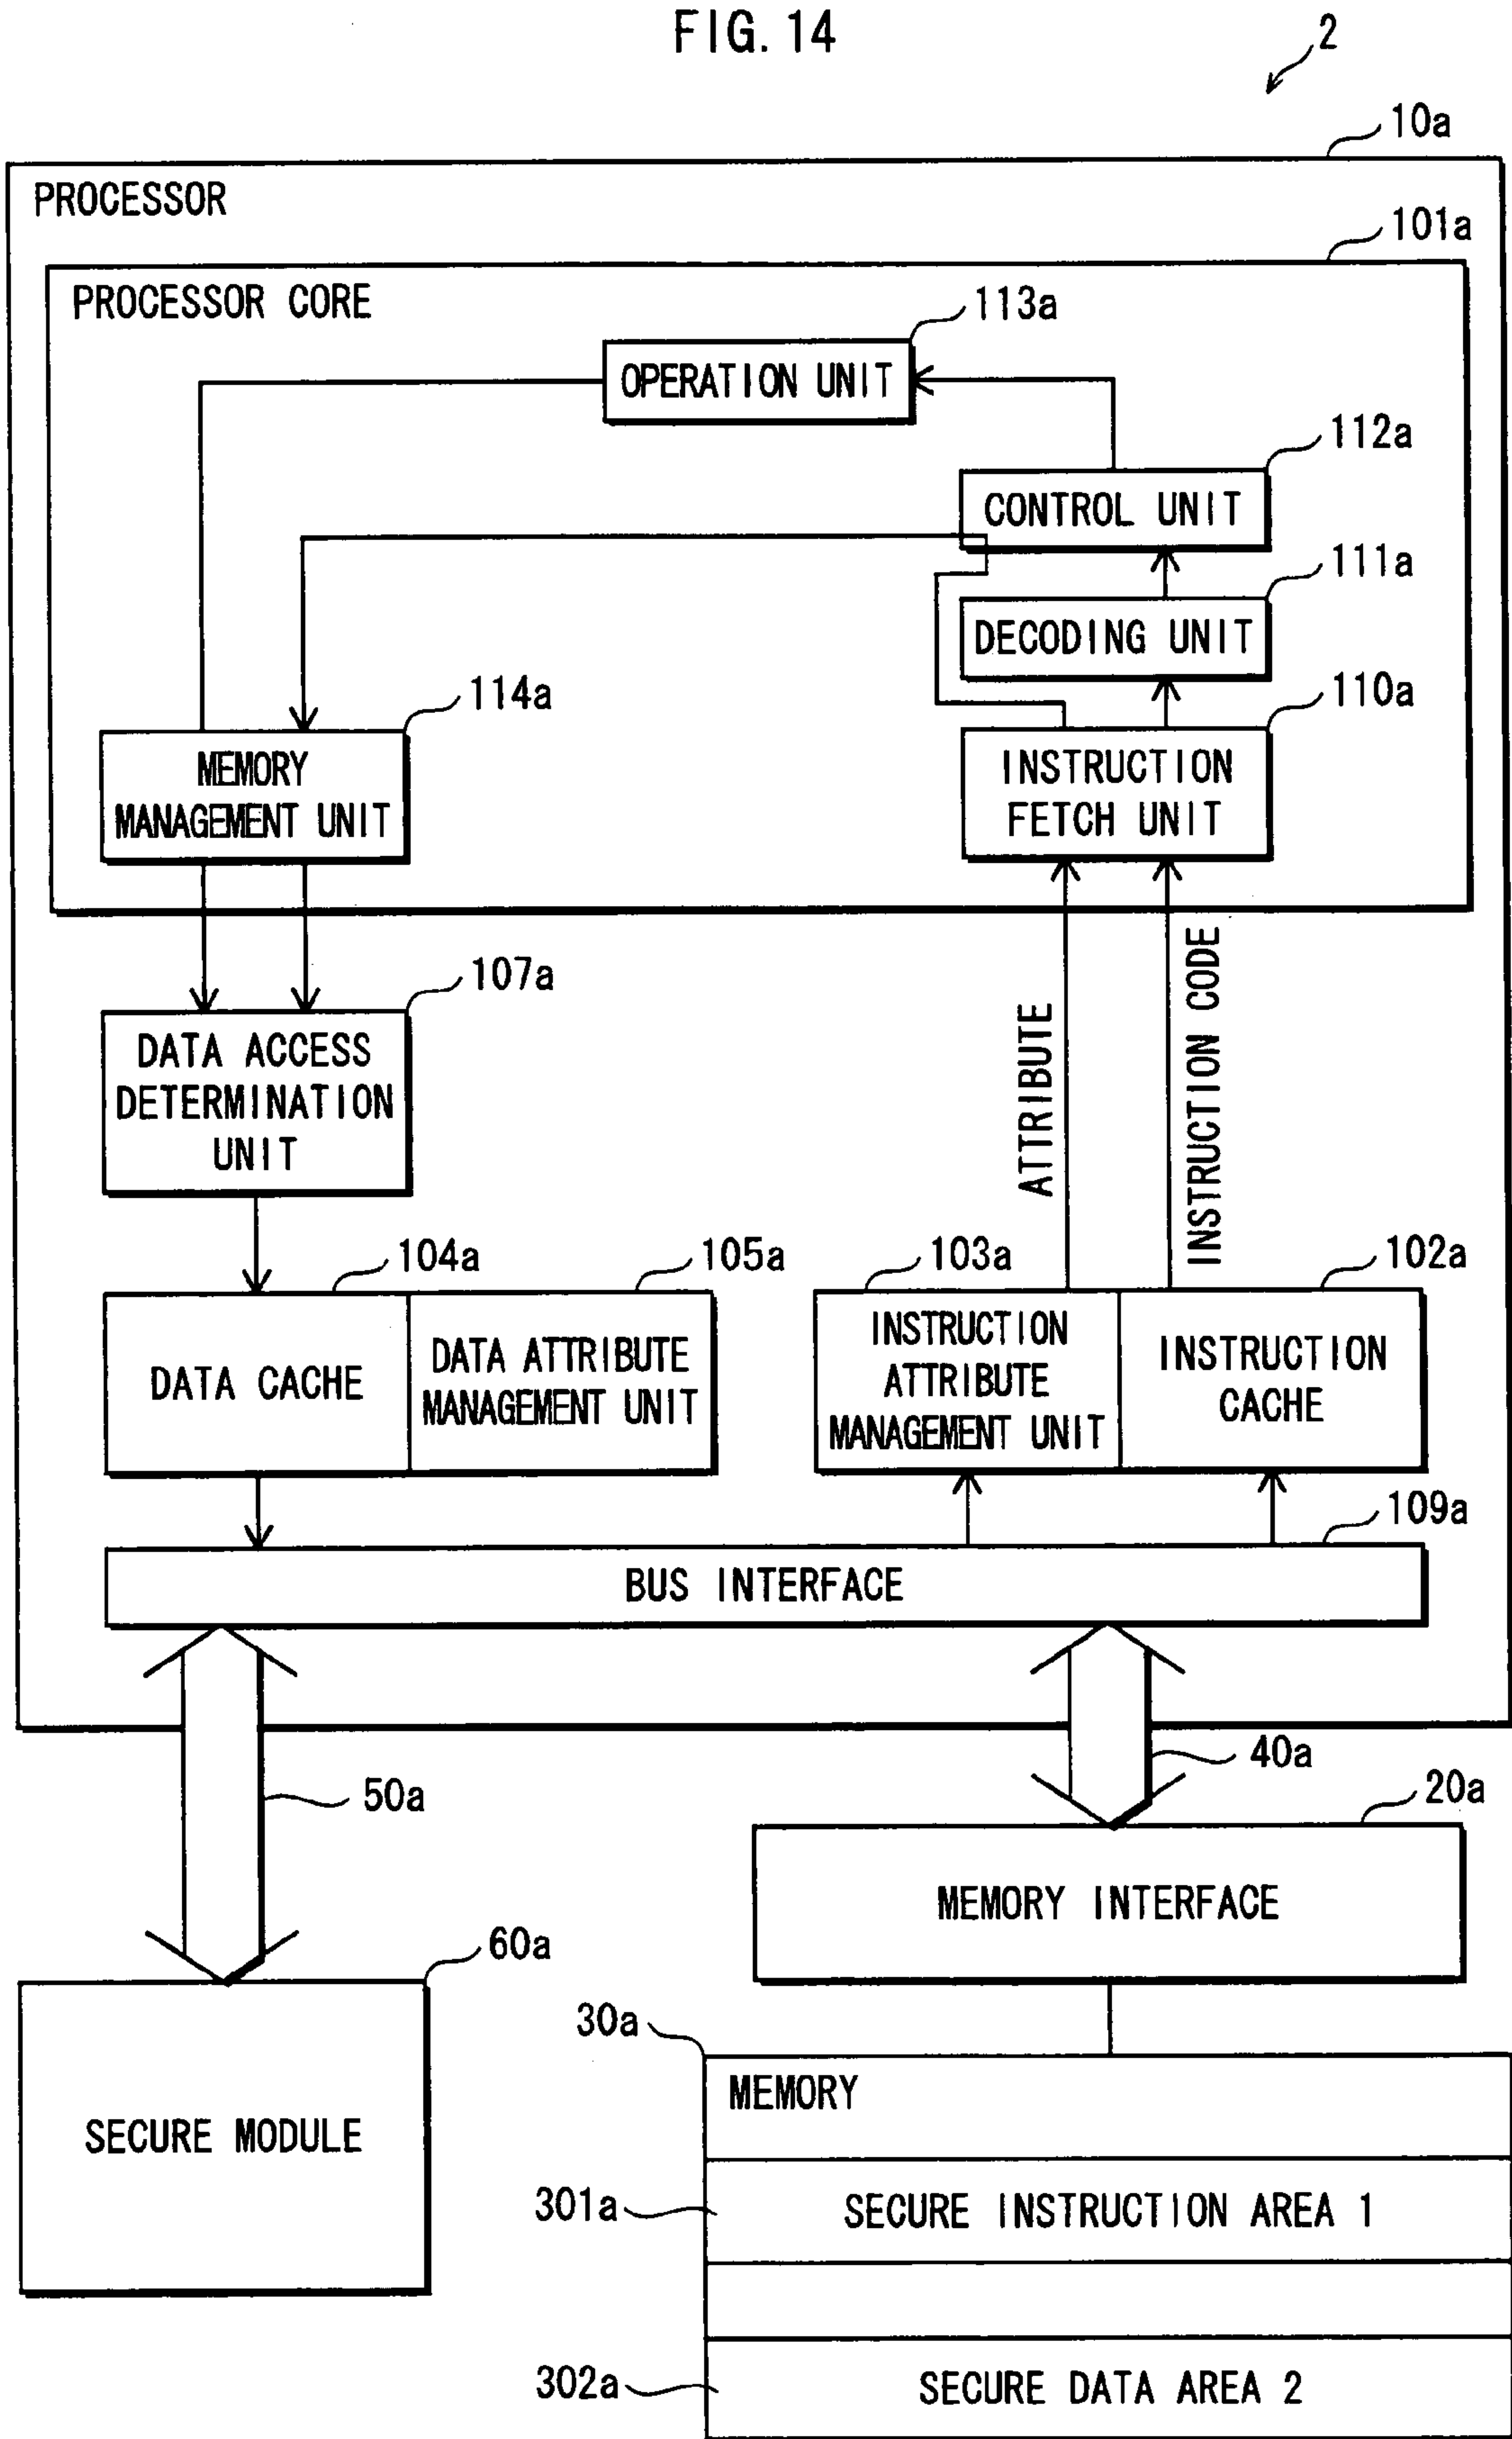 FIG. 14
2
10a
PROCESSOR
101a
PROCESSOR CORE
113a
OPERATION UNIT
112a
CONTROL UNIT
111a
DECODING UNIT
114a
110a
MEMORY
MANAGEMENT UNIT
INSTRUCTION
FETCH UNIT
107a
DATA ACCESS
DETERMINATION
UNIT
ATTRIBUTE
INSTRUCTION CODE
104a
105a
103a
102a
DATA CACHE
DATA ATTRIBUTE
MANAGEMENT UNIT
INSTRUCTION
ATTRIBUTE
MANAGEMENT UNIT
INSTRUCTION
CACHE
109a
BUS INTERFACE
50a
40a
20a
MEMORY INTERFACE
60a
SECURE MODULE
30a
MEMORY
301a
SECURE INSTRUCTION AREA 1
302a
SECURE DATA AREA 2